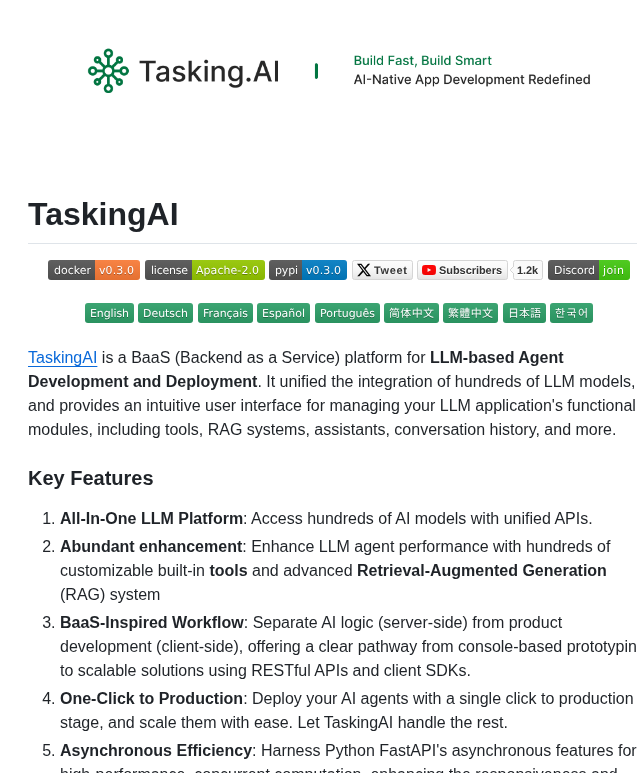 Tasking.AI
Build Fast, Build Smart
AI-Native App Development Redefined
TaskingAI
docker v0.3.0 license Apache-2.0 pypi v0.3.0 Tweet Subscribers 1.2k Discord join
English Deutsch Français Español Português 简体中文 繁體中文 日本語 한국어
TaskingAI is a BaaS (Backend as a Service) platform for LLM-based Agent
Development and Deployment. It unified the integration of hundreds of LLM models,
and provides an intuitive user interface for managing your LLM application's functional
modules, including tools, RAG systems, assistants, conversation history, and more.
Key Features
1. All-In-One LLM Platform: Access hundreds of AI models with unified APIs.
2. Abundant enhancement: Enhance LLM agent performance with hundreds of
customizable built-in tools and advanced Retrieval-Augmented Generation
(RAG) system
3. BaaS-Inspired Workflow: Separate AI logic (server-side) from product
development (client-side), offering a clear pathway from console-based prototypin
to scalable solutions using RESTful APIs and client SDKs.
4. One-Click to Production: Deploy your AI agents with a single click to production
stage, and scale them with ease. Let TaskingAI handle the rest.
5. Asynchronous Efficiency: Harness Python FastAPI's asynchronous features for
high-performance, concurrent computation, enhancing the responsiveness and